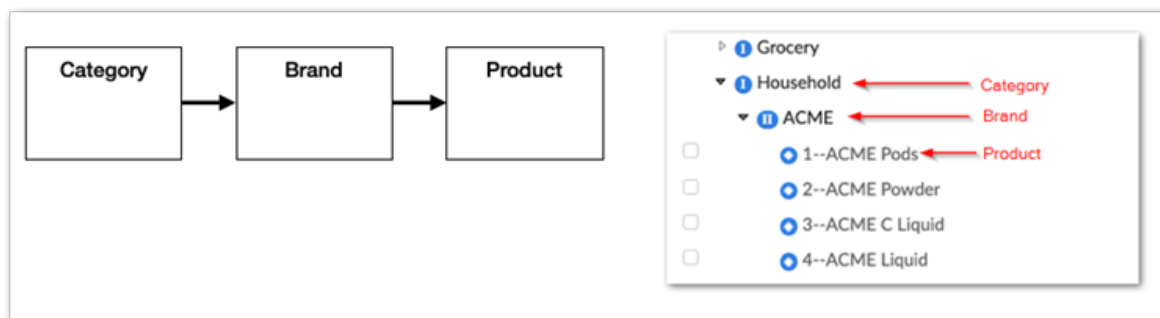 Category
Brand
Product
Grocery
Household
Category
ACME
Brand
1--ACME Pods
Product
2--ACME Powder
3--ACME C Liquid
4--ACME Liquid